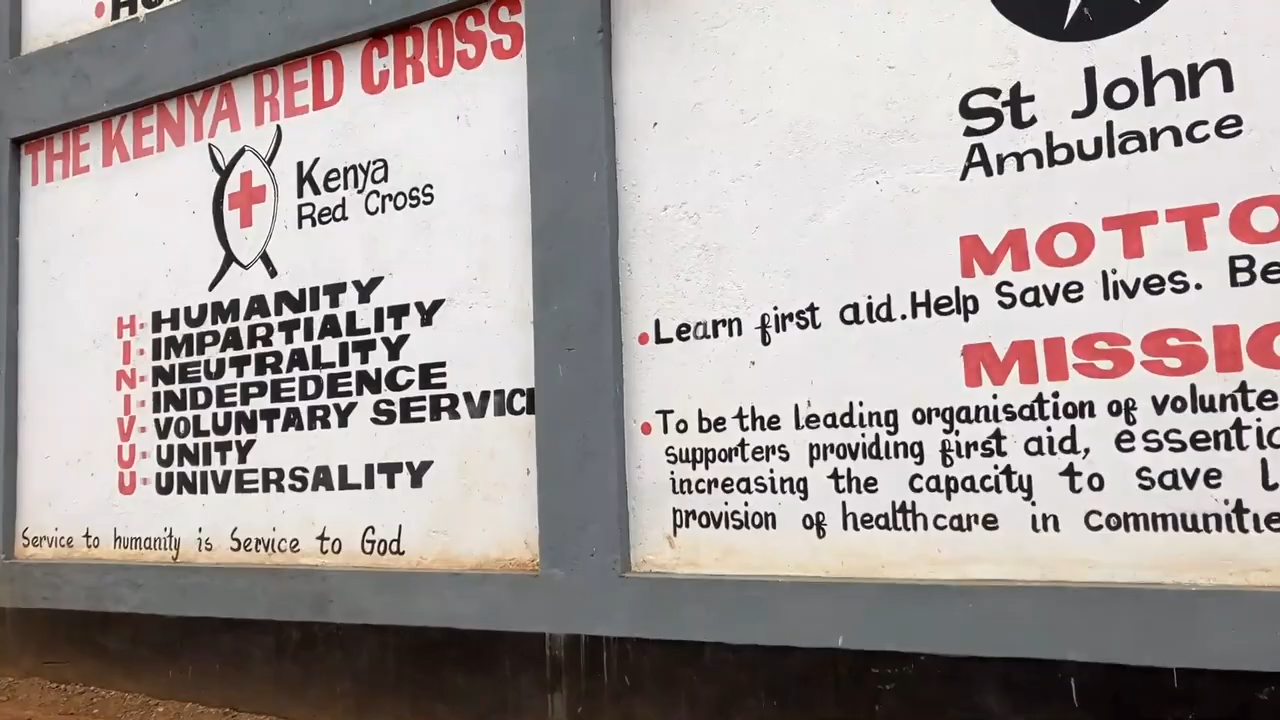 THE KENYA RED CROSS
Kenya
Red Cross
H- HUMANITY
I- IMPARTIALITY
N- NEUTRALITY
I- INDEPEDENCE
V- VOLUNTARY SERVICE
U- UNITY
U- UNIVERSALITY
Service to humanity is Service to God
St John
Ambulance
MOTTO
•Learn first aid.Help Save lives. Be
MISSIO
•To be the leading organisation of volunte
supporters providing first aid, essentia
increasing the capacity to save L
provision of healthcare in communitie